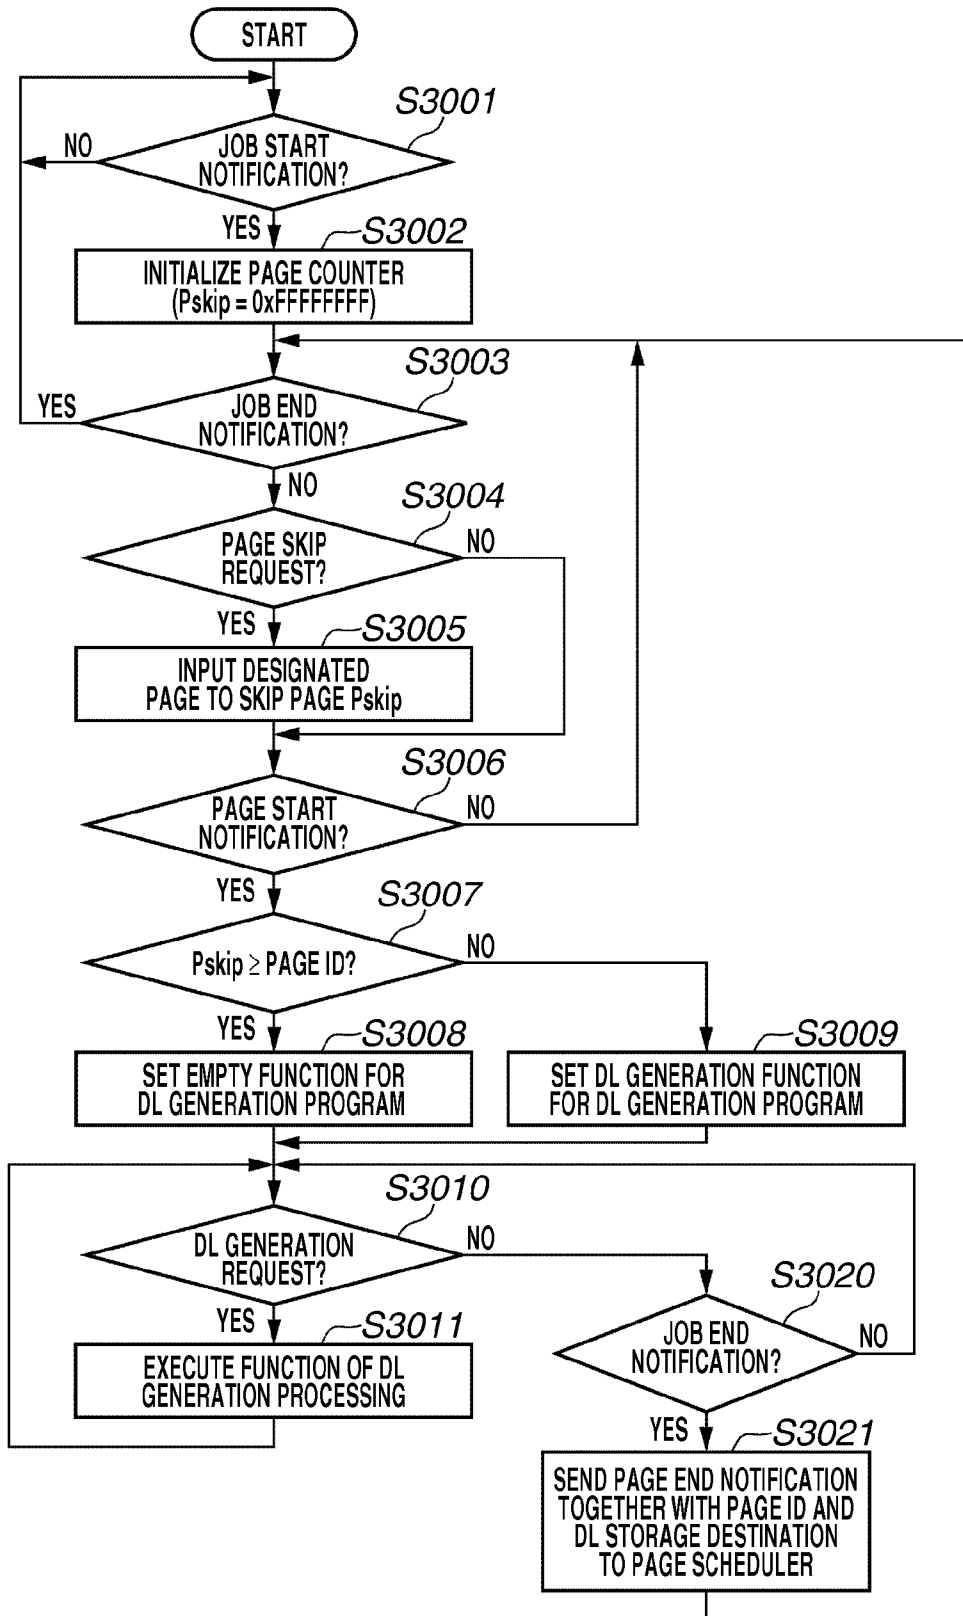 START
S3001
NO
JOB START
NOTIFICATION?
YES
S3002
INITIALIZE PAGE COUNTER
(Pskip = 0xFFFFFFFF)
S3003
YES
JOB END
NOTIFICATION?
NO
S3004
PAGE SKIP
REQUEST?
NO
YES
S3005
INPUT DESIGNATED
PAGE TO SKIP PAGE Pskip
S3006
PAGE START
NOTIFICATION?
NO
YES
S3007
Pskip ≥ PAGE ID?
NO
YES
S3008
SET EMPTY FUNCTION FOR
DL GENERATION PROGRAM
S3009
SET DL GENERATION FUNCTION
FOR DL GENERATION PROGRAM
S3010
DL GENERATION
REQUEST?
NO
YES
S3011
EXECUTE FUNCTION OF DL
GENERATION PROCESSING
S3020
JOB END
NOTIFICATION?
NO
YES
S3021
SEND PAGE END NOTIFICATION
TOGETHER WITH PAGE ID AND
DL STORAGE DESTINATION
TO PAGE SCHEDULER